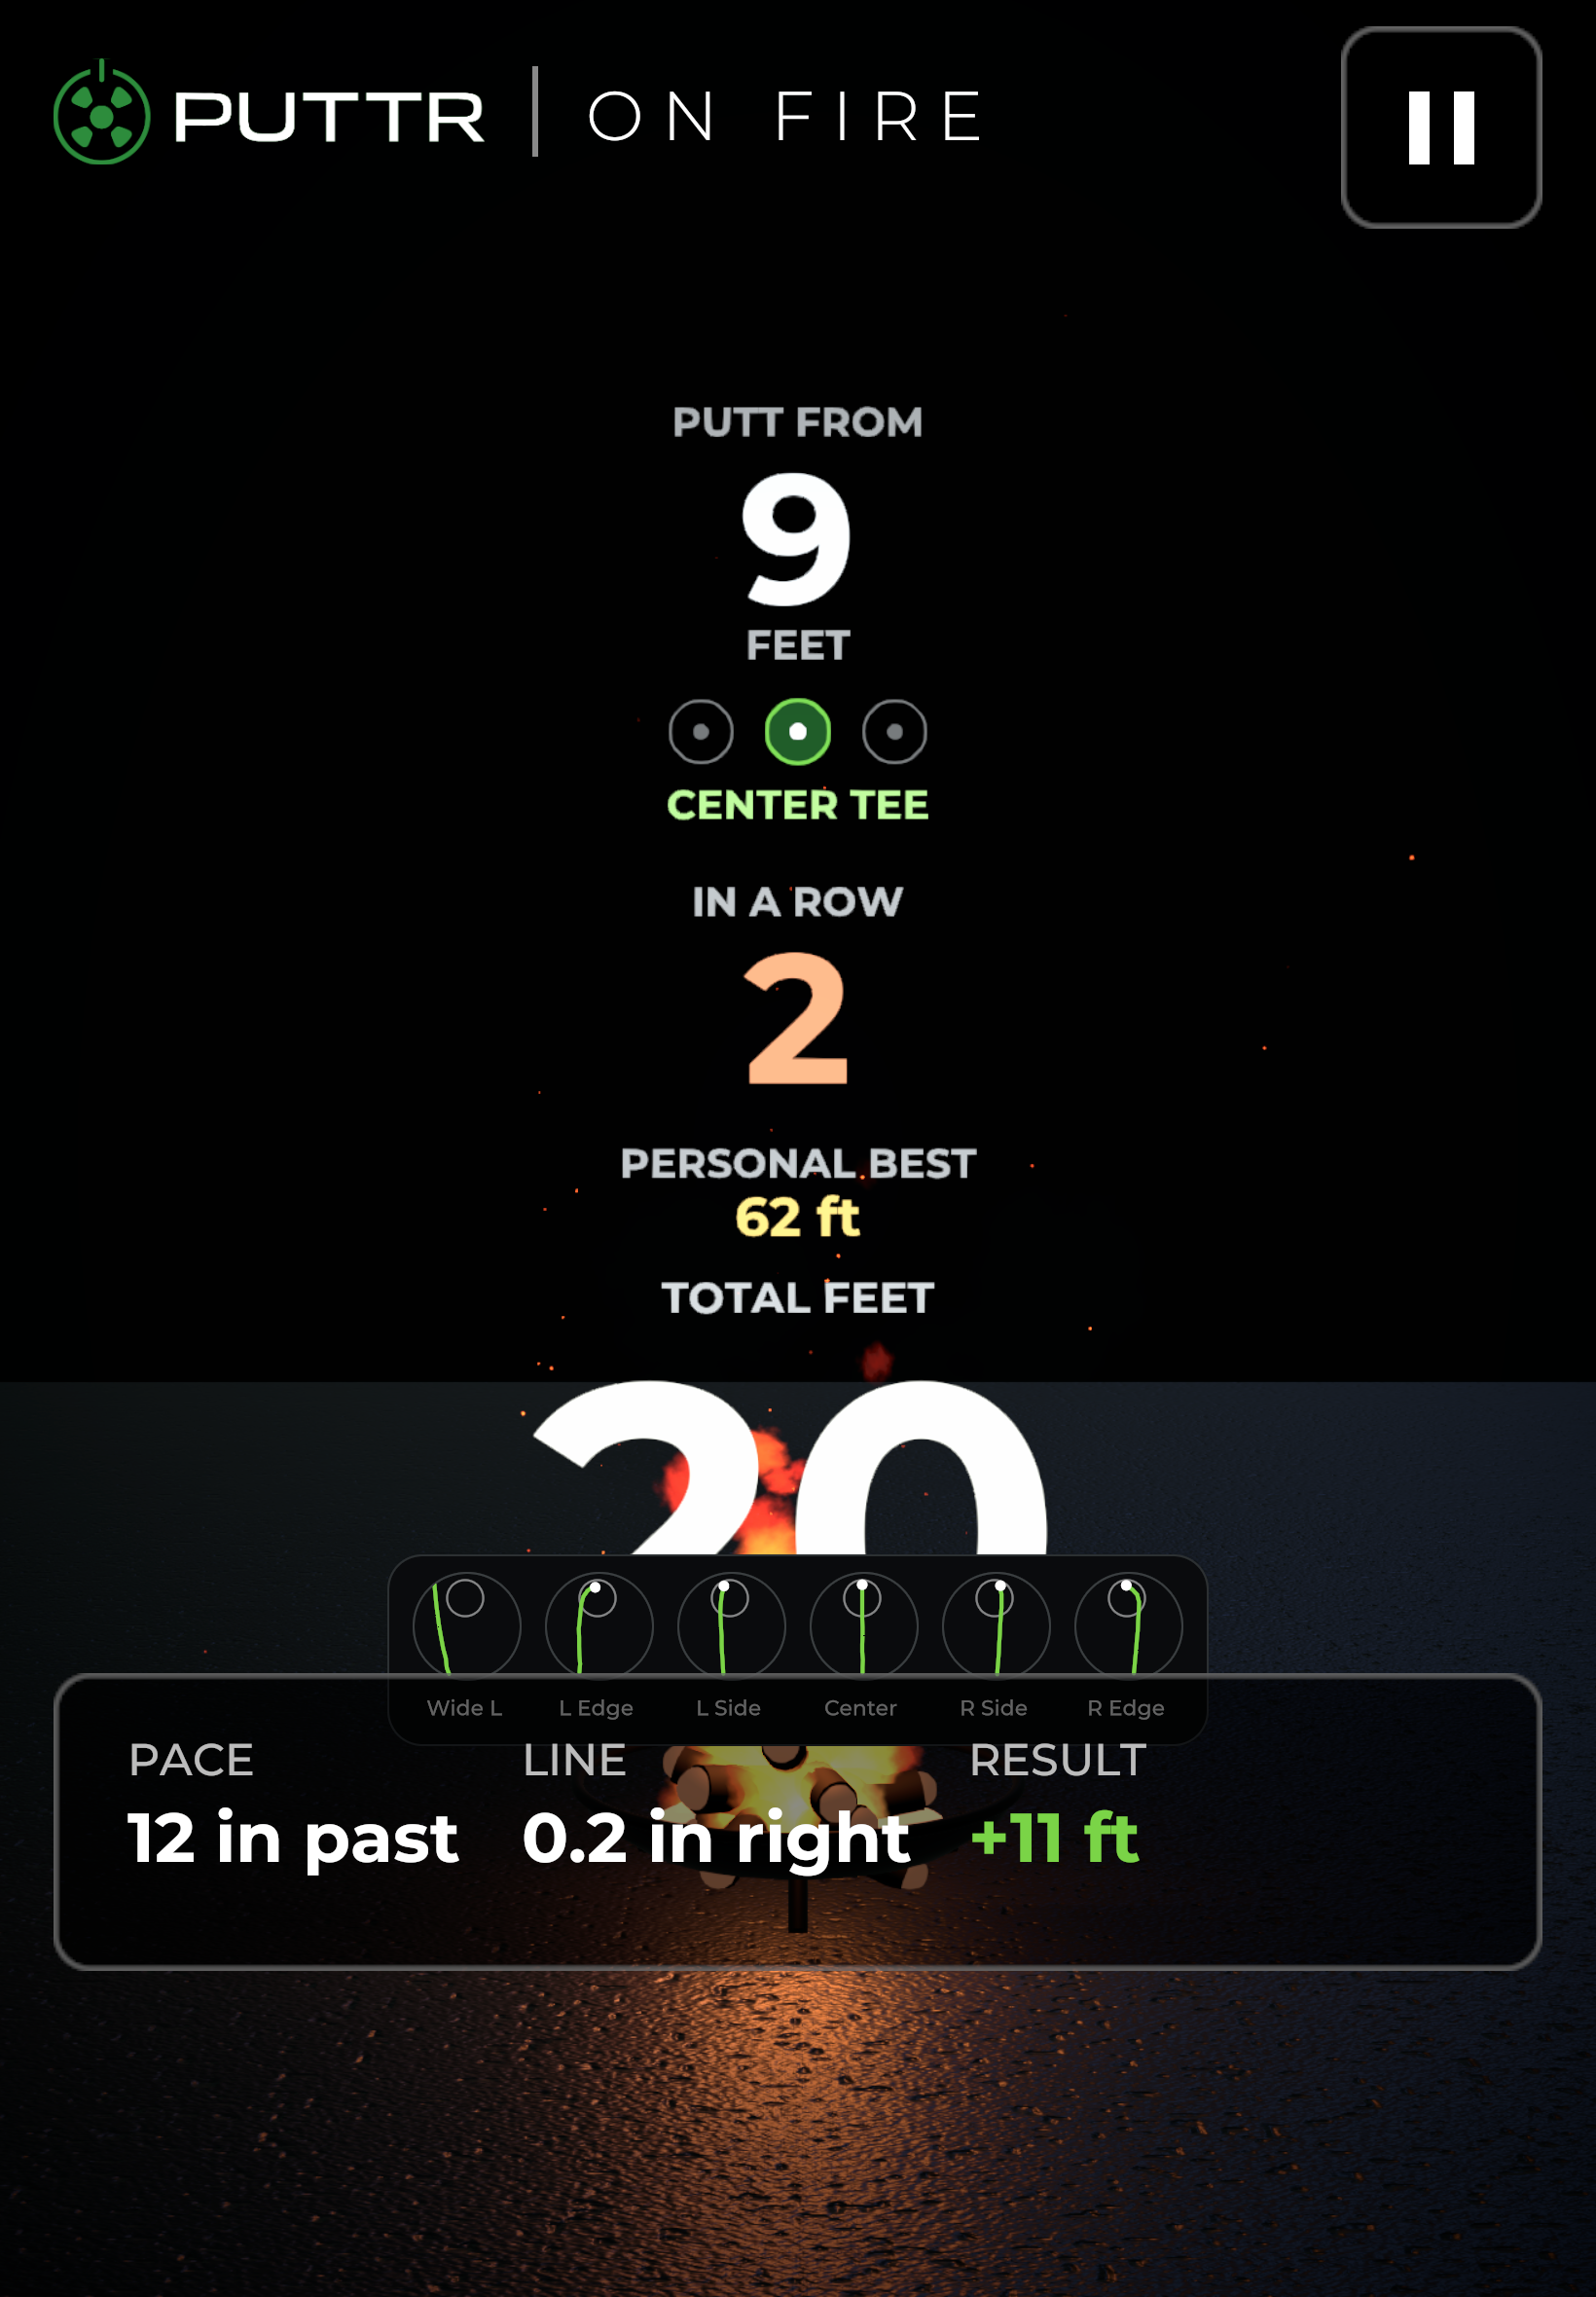 PUTTR | ON FIRE
PUTT FROM
9
FEET
CENTER TEE
IN A ROW
2
PERSONAL BEST
62 ft
TOTAL FEET
20
Wide L L Edge L Side Center R Side R Edge
PACE LINE RESULT
12 in past 0.2 in right +11 ft